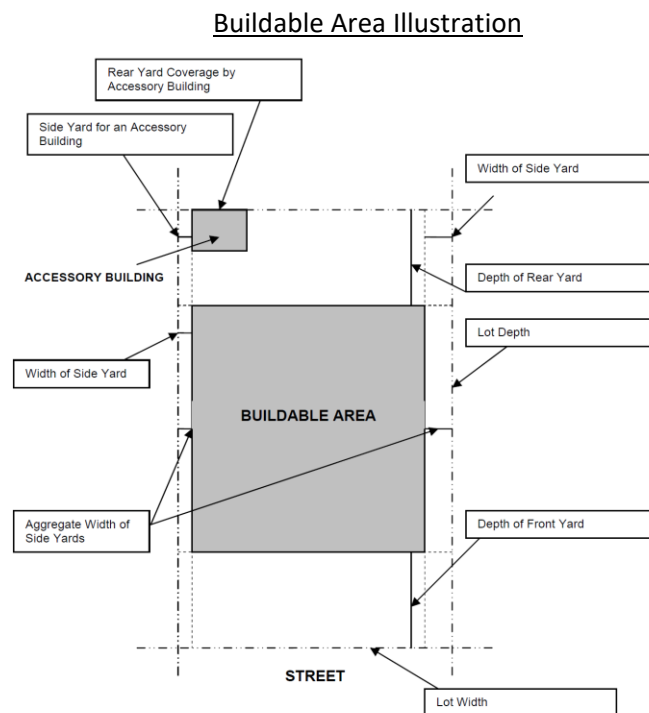 Buildable Area Illustration
Rear Yard Coverage by
Accessory Building
Side Yard for an Accessory
Building
Width of Side Yard
ACCESSORY BUILDING
Depth of Rear Yard
Lot Depth
Width of Side Yard
BUILDABLE AREA
Aggregate Width of
Side Yards
Depth of Front Yard
STREET
Lot Width